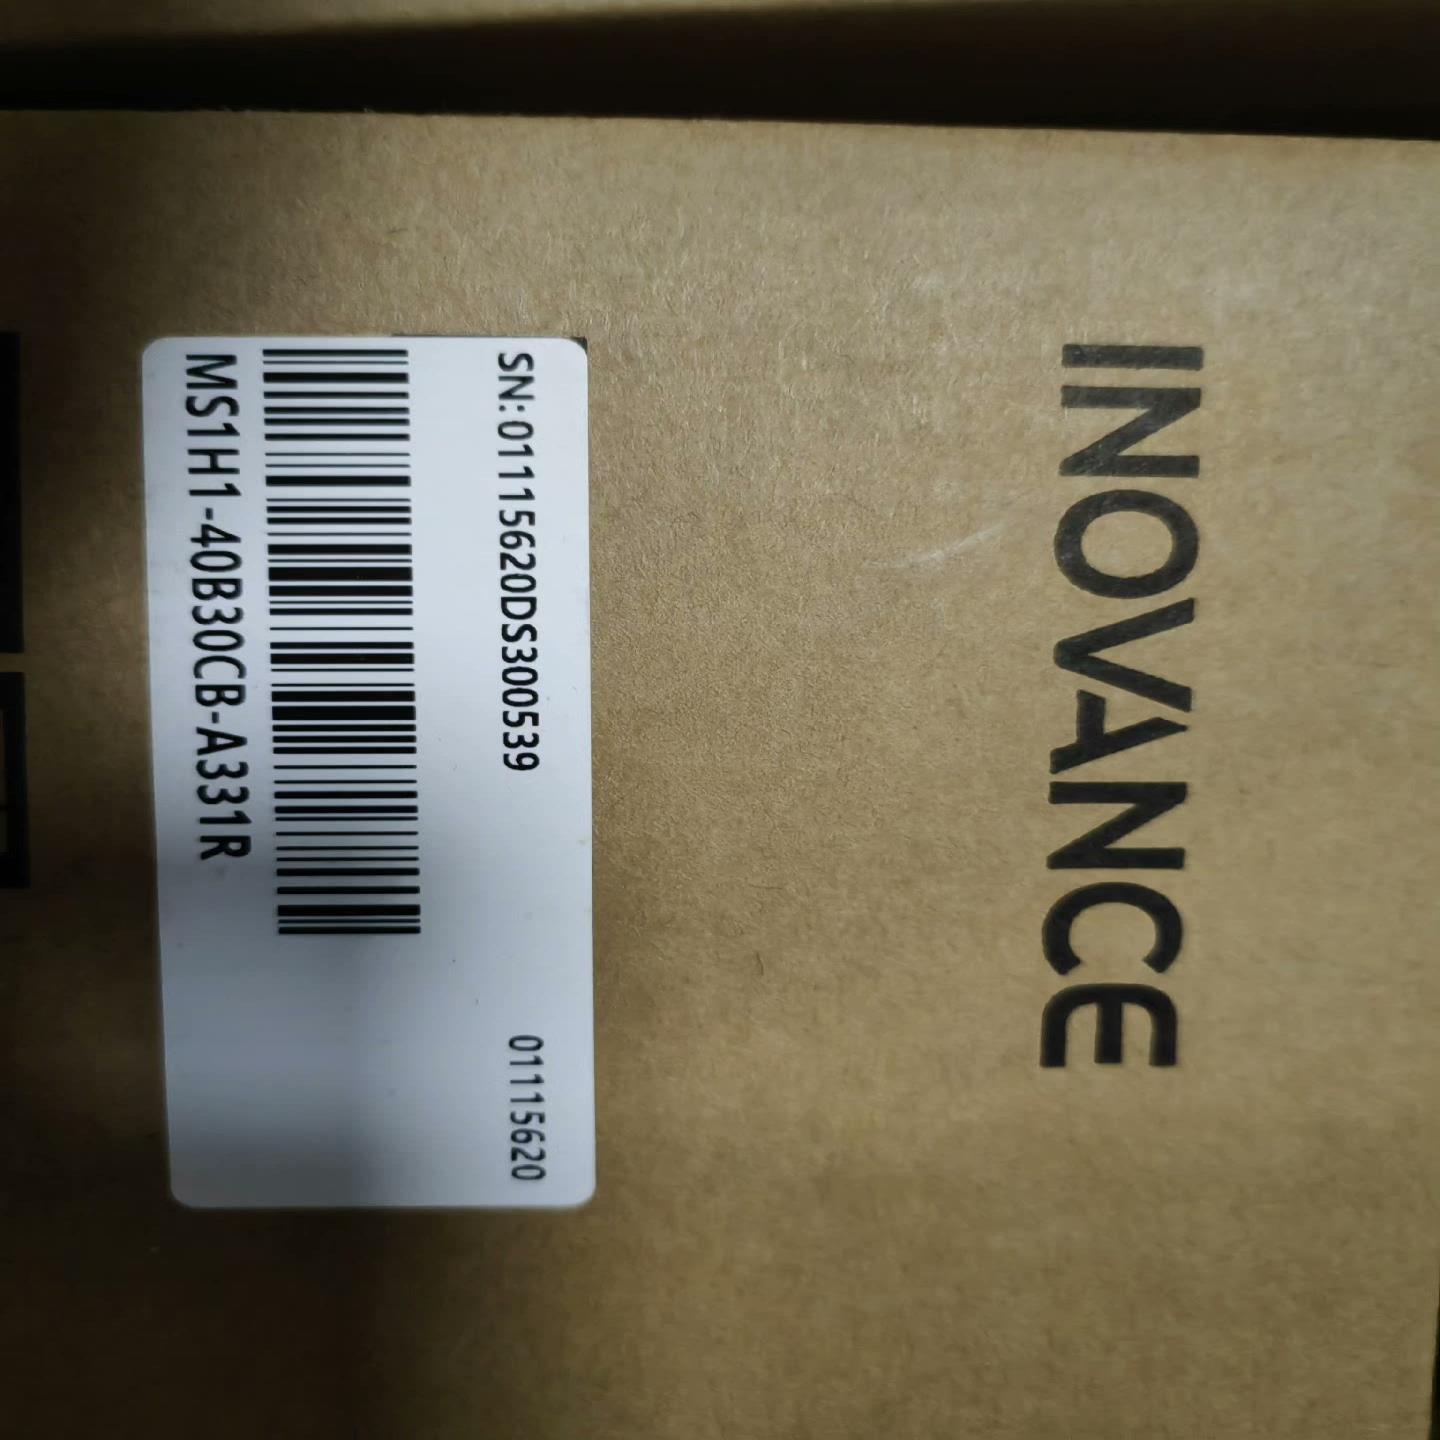 INOVANCE
SN:01115620DS300539
01115620
MS1H1-40B30CB-A331R